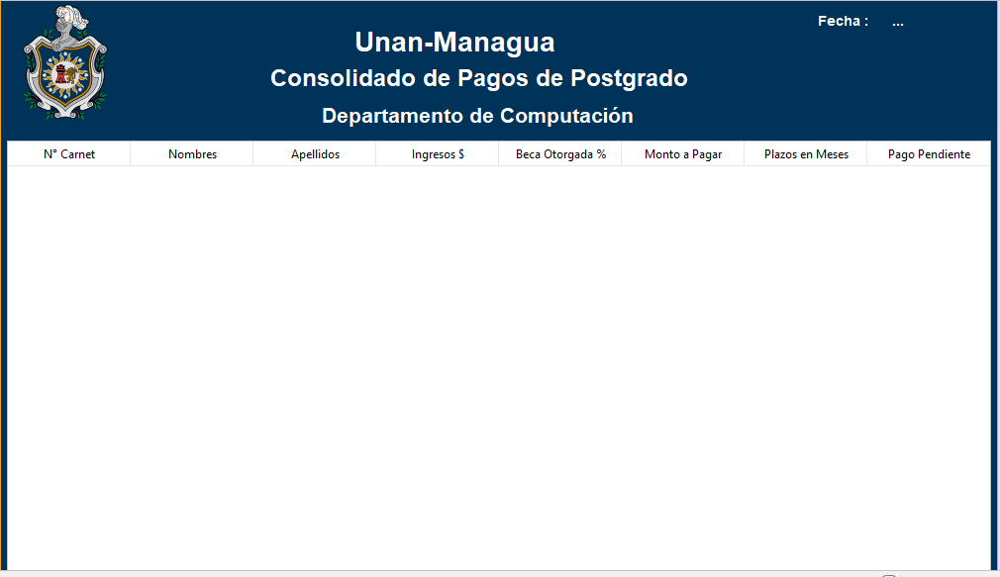 Fecha : ...
Unan-Managua
Consolidado de Pagos de Postgrado
Departamento de Computación
N° Carnet Nombres Apellidos Ingresos $ Beca Otorgada % Monto a Pagar Plazos en Meses Pago Pendiente